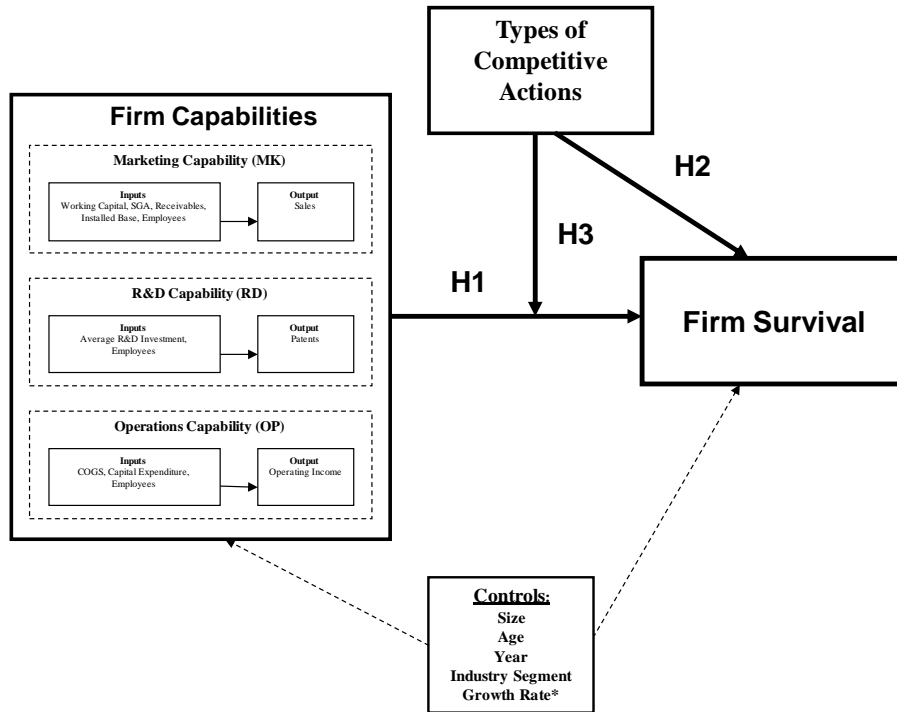 Types of
Competitive
Actions
Firm Capabilities
Marketing Capability (MK)
Inputs
Working Capital, SGA, Receivables,
Installed Base, Employees
Output
Sales
H2
H3
H1
R&D Capability (RD)
Inputs
Average R&D Investment,
Employees
Output
Patents
Firm Survival
Operations Capability (OP)
Inputs
COGS, Capital Expenditure,
Employees
Output
Operating Income
Controls:
Size
Age
Year
Industry Segment
Growth Rate*